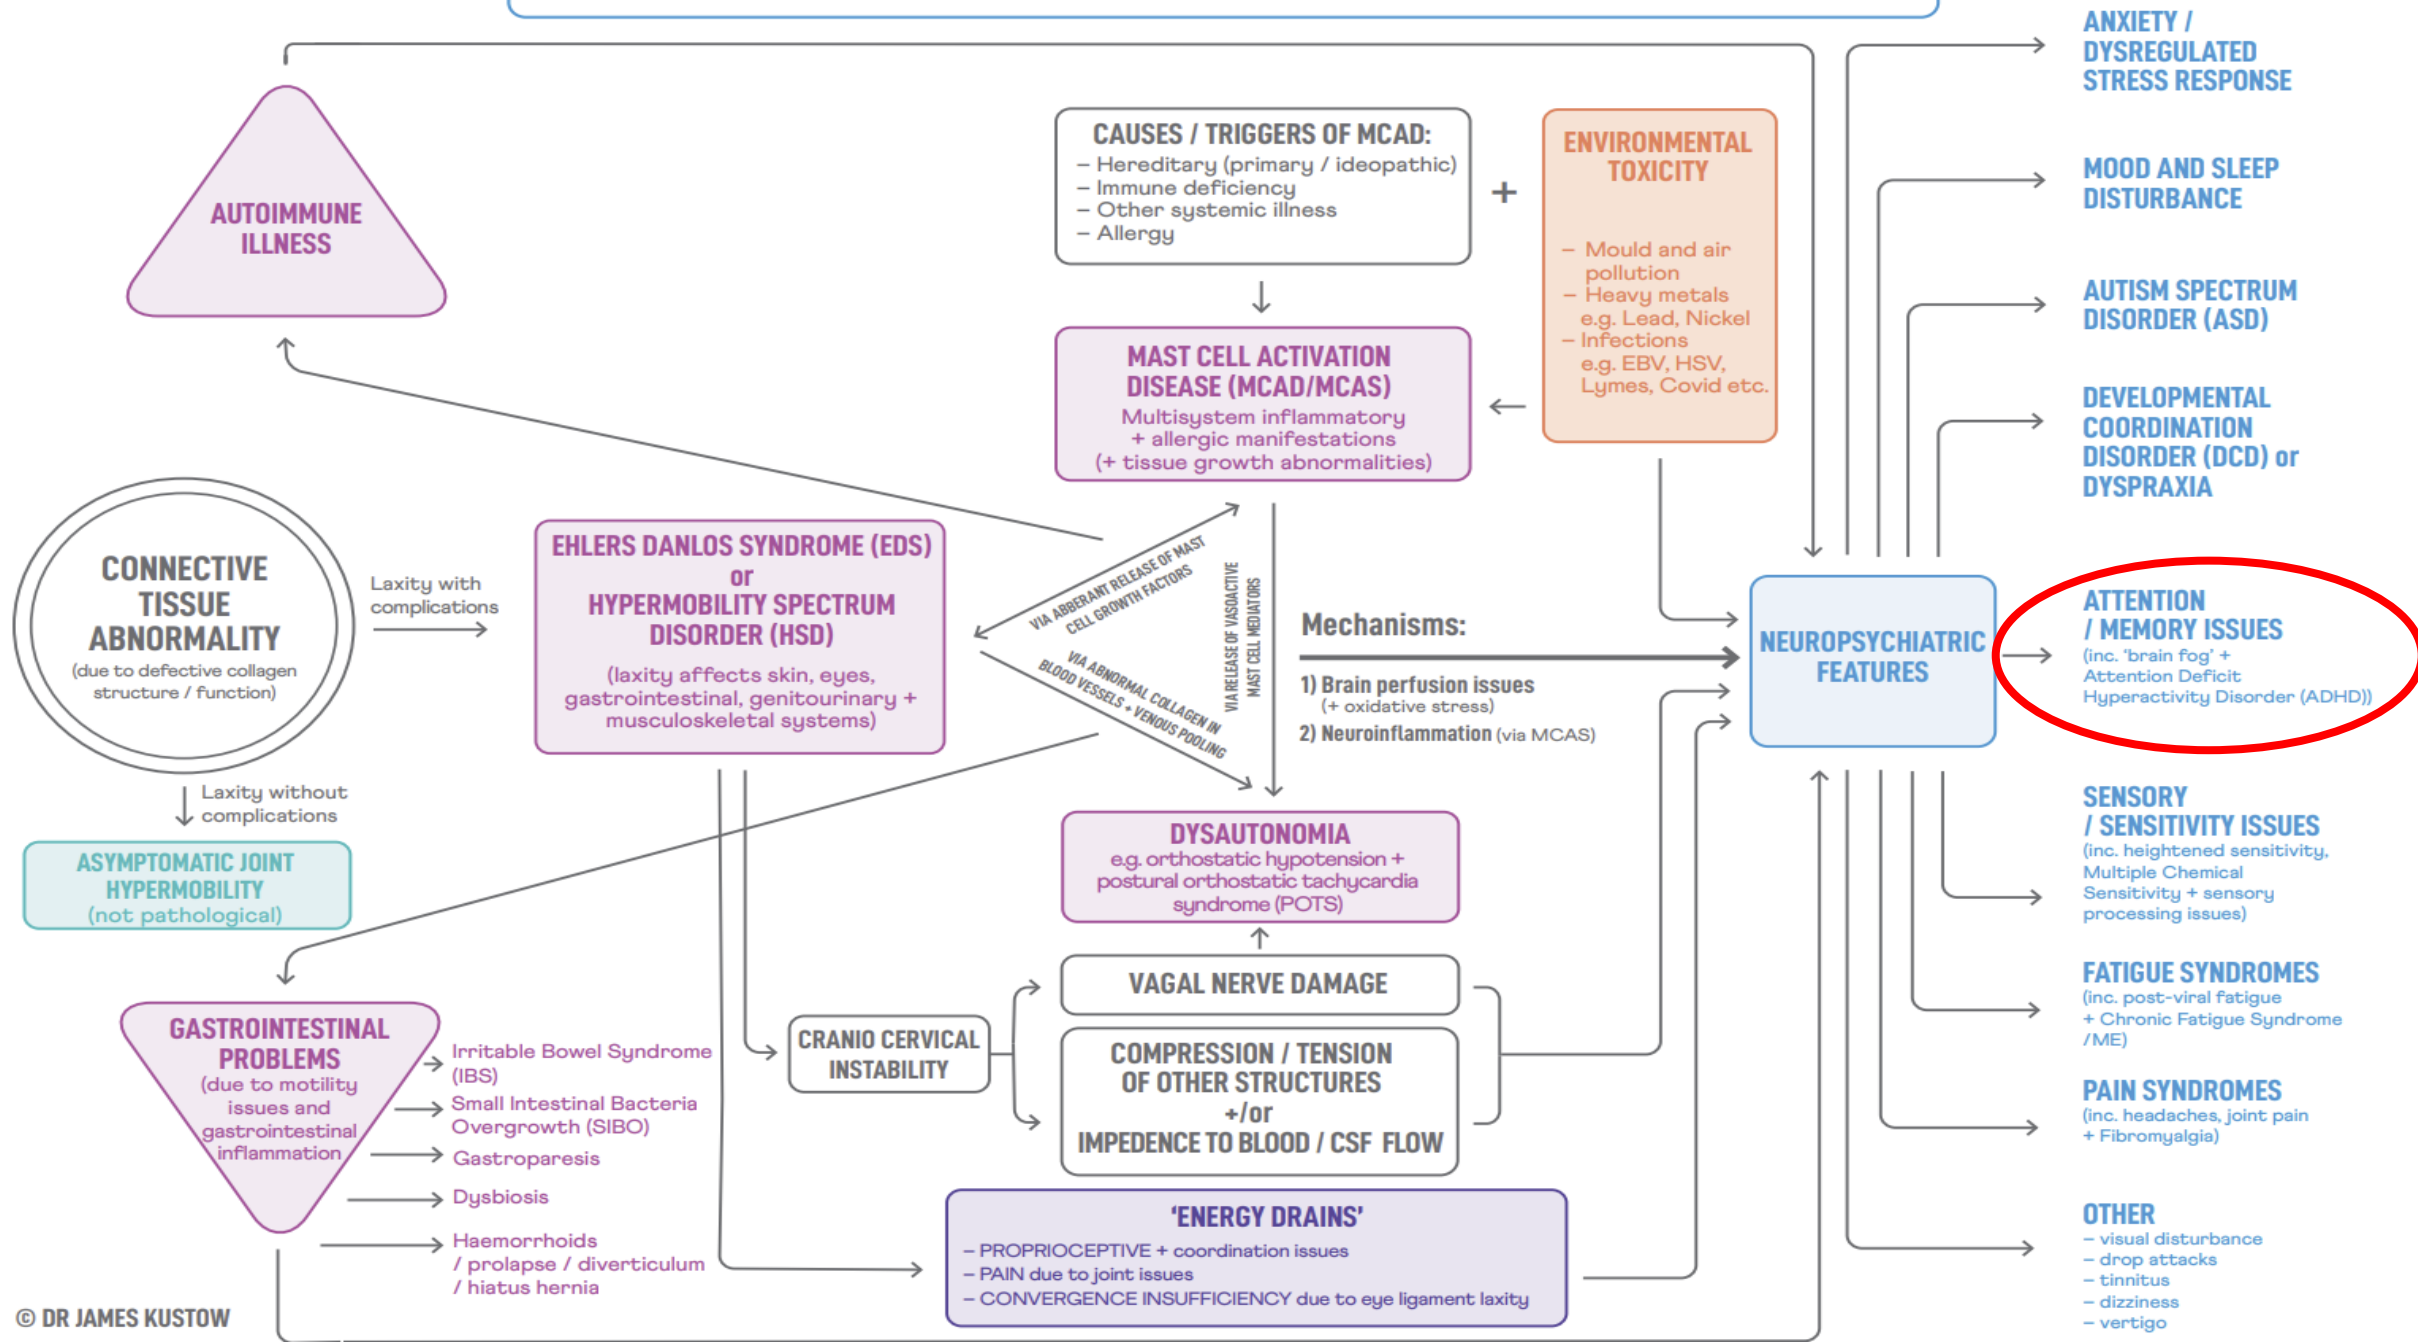 ANXIETY /
DYSREGULATED
STRESS RESPONSE
MOOD AND SLEEP
DISTURBANCE
AUTISM SPECTRUM
DISORDER (ASD)
DEVELOPMENTAL
COORDINATION
DISORDER (DCD) or
DYSPRAXIA
AUTOIMMUNE
ILLNESS
CAUSES / TRIGGERS OF MCAD:
– Hereditary (primary / ideopathic)
– Immune deficiency
– Other systemic illness
– Allergy
+
ENVIRONMENTAL
TOXICITY
– Mould and air
pollution
– Heavy metals
e.g. Lead, Nickel
– Infections
e.g. EBV, HSV,
Lymes, Covid etc.
MAST CELL ACTIVATION
DISEASE (MCAD/MCAS)
Multisystem inflammatory
+ allergic manifestations
(+ tissue growth abnormalities)
CONNECTIVE
TISSUE
ABNORMALITY
(due to defective collagen
structure / function)
Laxity with
complications
EHLERS DANLOS SYNDROME (EDS)
or
HYPERMOBILITY SPECTRUM
DISORDER (HSD)
(laxity affects skin, eyes,
gastrointestinal, genitourinary +
musculoskeletal systems)
VIA ABBERANT RELEASE OF MAST
CELL GROWTH FACTORS
VIA RELEASE OF VASOACTIVE
MAST CELL MEDIATORS
VIA ABNORMAL COLLAGEN IN
BLOOD VESSELS + VENOUS POOLING
Mechanisms:
1) Brain perfusion issues
(+ oxidative stress)
2) Neuroinflammation (via MCAS)
NEUROPSYCHIATRIC
FEATURES
ATTENTION
/ MEMORY ISSUES
(inc. ‘brain fog’ +
Attention Deficit
Hyperactivity Disorder (ADHD))
Laxity without
complications
ASYMPTOMATIC JOINT
HYPERMOBILITY
(not pathological)
DYSAUTONOMIA
e.g. orthostatic hypotension +
postural orthostatic tachycardia
syndrome (POTS)
SENSORY
/ SENSITIVITY ISSUES
(inc. heightened sensitivity,
Multiple Chemical
Sensitivity + sensory
processing issues)
GASTROINTESTINAL
PROBLEMS
(due to motility
issues and
gastrointestinal
inflammation
Irritable Bowel Syndrome
(IBS)
Small Intestinal Bacteria
Overgrowth (SIBO)
Gastroparesis
Dysbiosis
Haemorrhoids
/ prolapse / diverticulum
/ hiatus hernia
CRANIO CERVICAL
INSTABILITY
VAGAL NERVE DAMAGE
COMPRESSION / TENSION
OF OTHER STRUCTURES
+/or
IMPEDENCE TO BLOOD / CSF FLOW
FATIGUE SYNDROMES
(inc. post-viral fatigue
+ Chronic Fatigue Syndrome
/ME)
PAIN SYNDROMES
(inc. headaches, joint pain
+ Fibromyalgia)
‘ENERGY DRAINS’
– PROPRIOCEPTIVE + coordination issues
– PAIN due to joint issues
– CONVERGENCE INSUFFICIENCY due to eye ligament laxity
OTHER
– visual disturbance
– drop attacks
– tinnitus
– dizziness
– vertigo
© DR JAMES KUSTOW